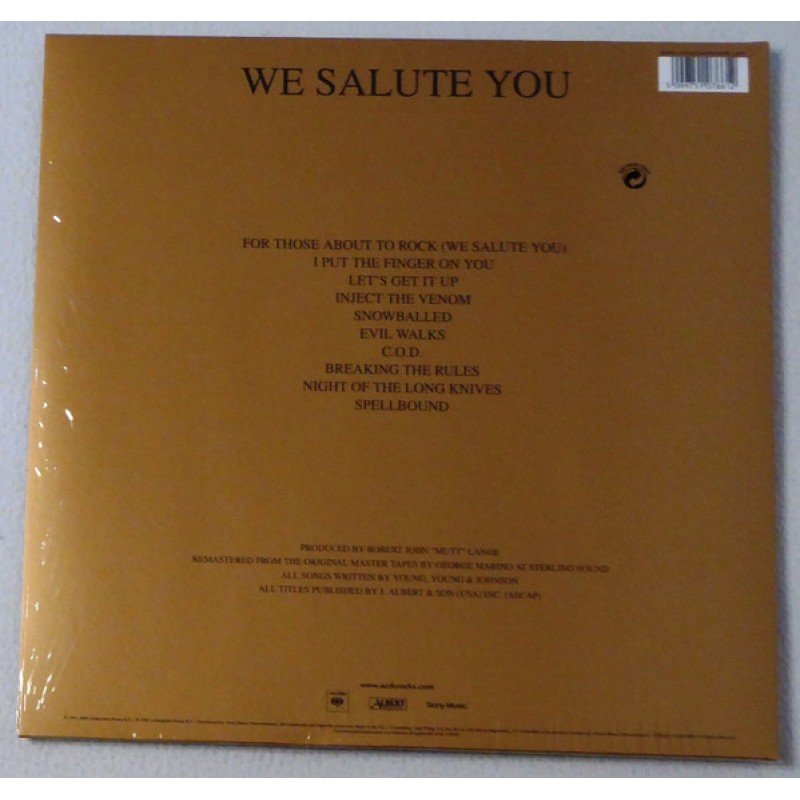 WE SALUTE YOU
FOR THOSE ABOUT TO ROCK (WE SALUTE YOU)
I PUT THE FINGER ON YOU
LET'S GET IT UP
INJECT THE VENOM
SNOWBALLED
EVIL WALKS
C.O.D.
BREAKING THE RULES
NIGHT OF THE LONG KNIVES
SPELLBOUND
PRODUCED BY ROBERT JOHN "MUTT" LANGE
REMASTERED FROM THE ORIGINAL MASTER TAPES BY GEORGE MARINO AT STERLING SOUND
ALL SONGS WRITTEN BY YOUNG, YOUNG & JOHNSON
ALL TITLES PUBLISHED BY J. ALBERT & SON (USA) INC. (ASCAP)
www.acdcrocks.com
ALBERT
Sony Music